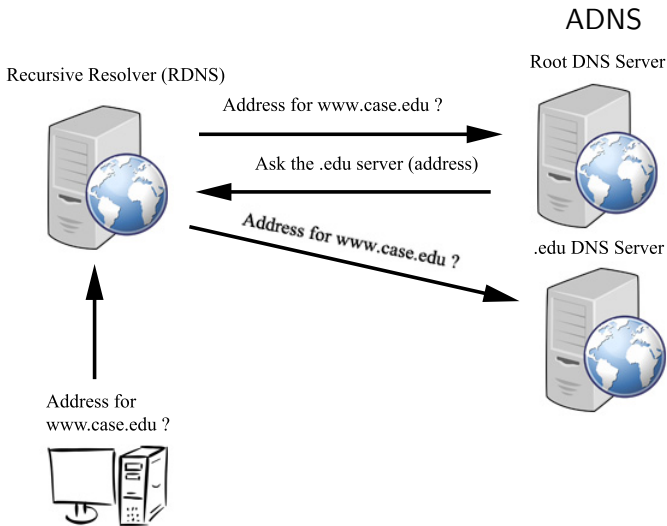 ADNS
Root DNS Server
Recursive Resolver (RDNS)
Address for www.case.edu ?
Ask the .edu server (address)
Address for www.case.edu ?
.edu DNS Server
Address for
www.case.edu ?